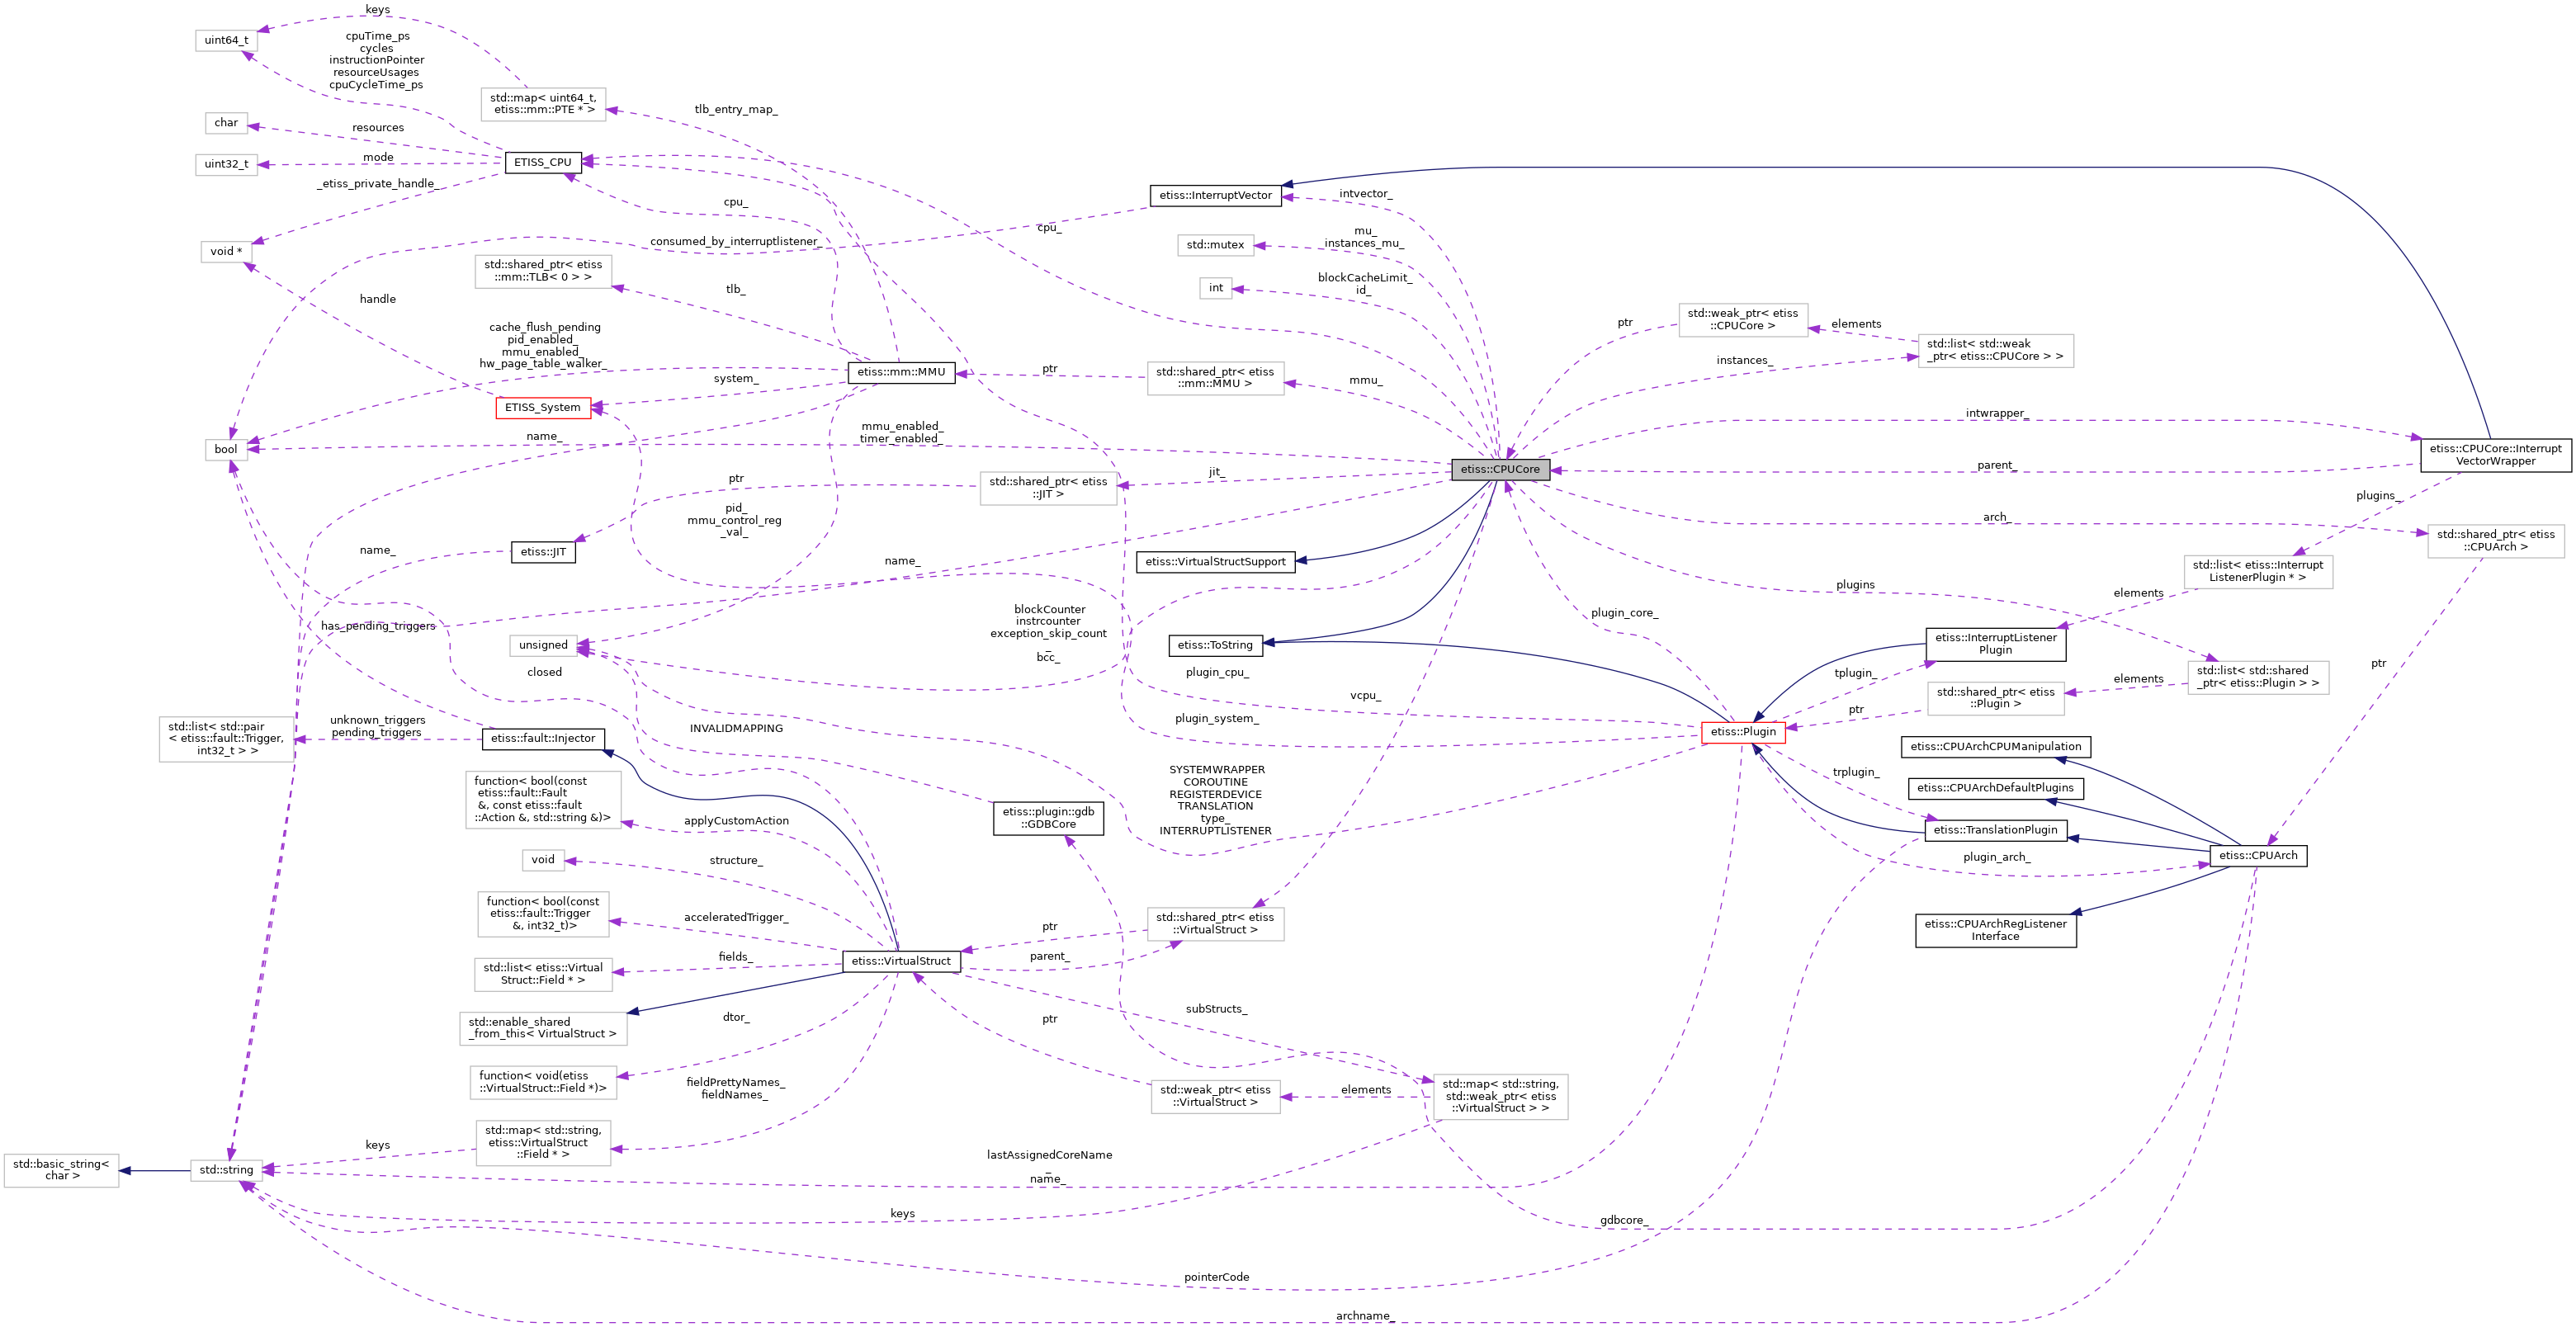 keys
uint64_t
cpuTime_ps
cycles
instructionPointer
resourceUsages
cpuCycleTime_ps
std::map< uint64_t,
etiss::mm::PTE * >
tlb_entry_map_
char
resources
uint32_t
mode
ETISS_CPU
_etiss_private_handle_
void *
cpu_
consumed_by_interruptlistener_
cpu_
etiss::InterruptVector
intvector_
std::mutex
mu_
instances_mu_
std::shared_ptr< etiss
::mm::TLB< 0 > >
tlb_
handle
int
blockCacheLimit_
id_
cache_flush_pending
pid_enabled_
mmu_enabled_
hw_page_table_walker_
etiss::mm::MMU
system_
ptr
std::shared_ptr< etiss
::mm::MMU >
mmu_
ptr
std::weak_ptr< etiss
::CPUCore >
elements
std::list< std::weak
_ptr< etiss::CPUCore > >
instances_
ETISS_System
bool
name_
mmu_enabled_
timer_enabled_
intwrapper_
etiss::CPUCore::Interrupt
VectorWrapper
etiss::CPUCore
parent_
jit_
std::shared_ptr< etiss
::JIT >
ptr
plugins_
pid_
mmu_control_reg
_val_
arch_
std::shared_ptr< etiss
::CPUArch >
name_
etiss::JIT
name_
etiss::VirtualStructSupport
std::list< etiss::Interrupt
ListenerPlugin * >
plugins
elements
has_pending_triggers
unsigned
blockCounter
instrcounter
exception_skip_count
_
bcc_
plugin_core_
etiss::ToString
etiss::InterruptListener
Plugin
closed
plugin_cpu_
tplugin_
ptr
std::list< std::shared
_ptr< etiss::Plugin > >
elements
std::shared_ptr< etiss
::Plugin >
ptr
vcpu_
plugin_system_
etiss::Plugin
std::list< std::pair
< etiss::fault::Trigger,
int32_t > >
unknown_triggers
pending_triggers
etiss::fault::Injector
INVALIDMAPPING
etiss::CPUArchCPUManipulation
function< bool(const
etiss::fault::Fault
&, const etiss::fault
::Action &, std::string &)>
applyCustomAction
etiss::plugin::gdb
::GDBCore
SYSTEMWRAPPER
COROUTINE
REGISTERDEVICE
TRANSLATION
type_
INTERRUPTLISTENER
trplugin_
etiss::CPUArchDefaultPlugins
etiss::TranslationPlugin
plugin_arch_
etiss::CPUArch
void
structure_
function< bool(const
etiss::fault::Trigger
&, int32_t)>
acceleratedTrigger_
std::shared_ptr< etiss
::VirtualStruct >
ptr
etiss::CPUArchRegListener
Interface
std::list< etiss::Virtual
Struct::Field * >
fields_
etiss::VirtualStruct
parent_
std::enable_shared
_from_this< VirtualStruct >
dtor_
subStructs_
ptr
function< void(etiss
::VirtualStruct::Field *)>
fieldPrettyNames_
fieldNames_
std::weak_ptr< etiss
::VirtualStruct >
elements
std::map< std::string,
std::weak_ptr< etiss
::VirtualStruct > >
std::map< std::string,
etiss::VirtualStruct
::Field * >
keys
std::basic_string<
char >
std::string
lastAssignedCoreName
_
name_
keys
gdbcore_
pointerCode
archname_